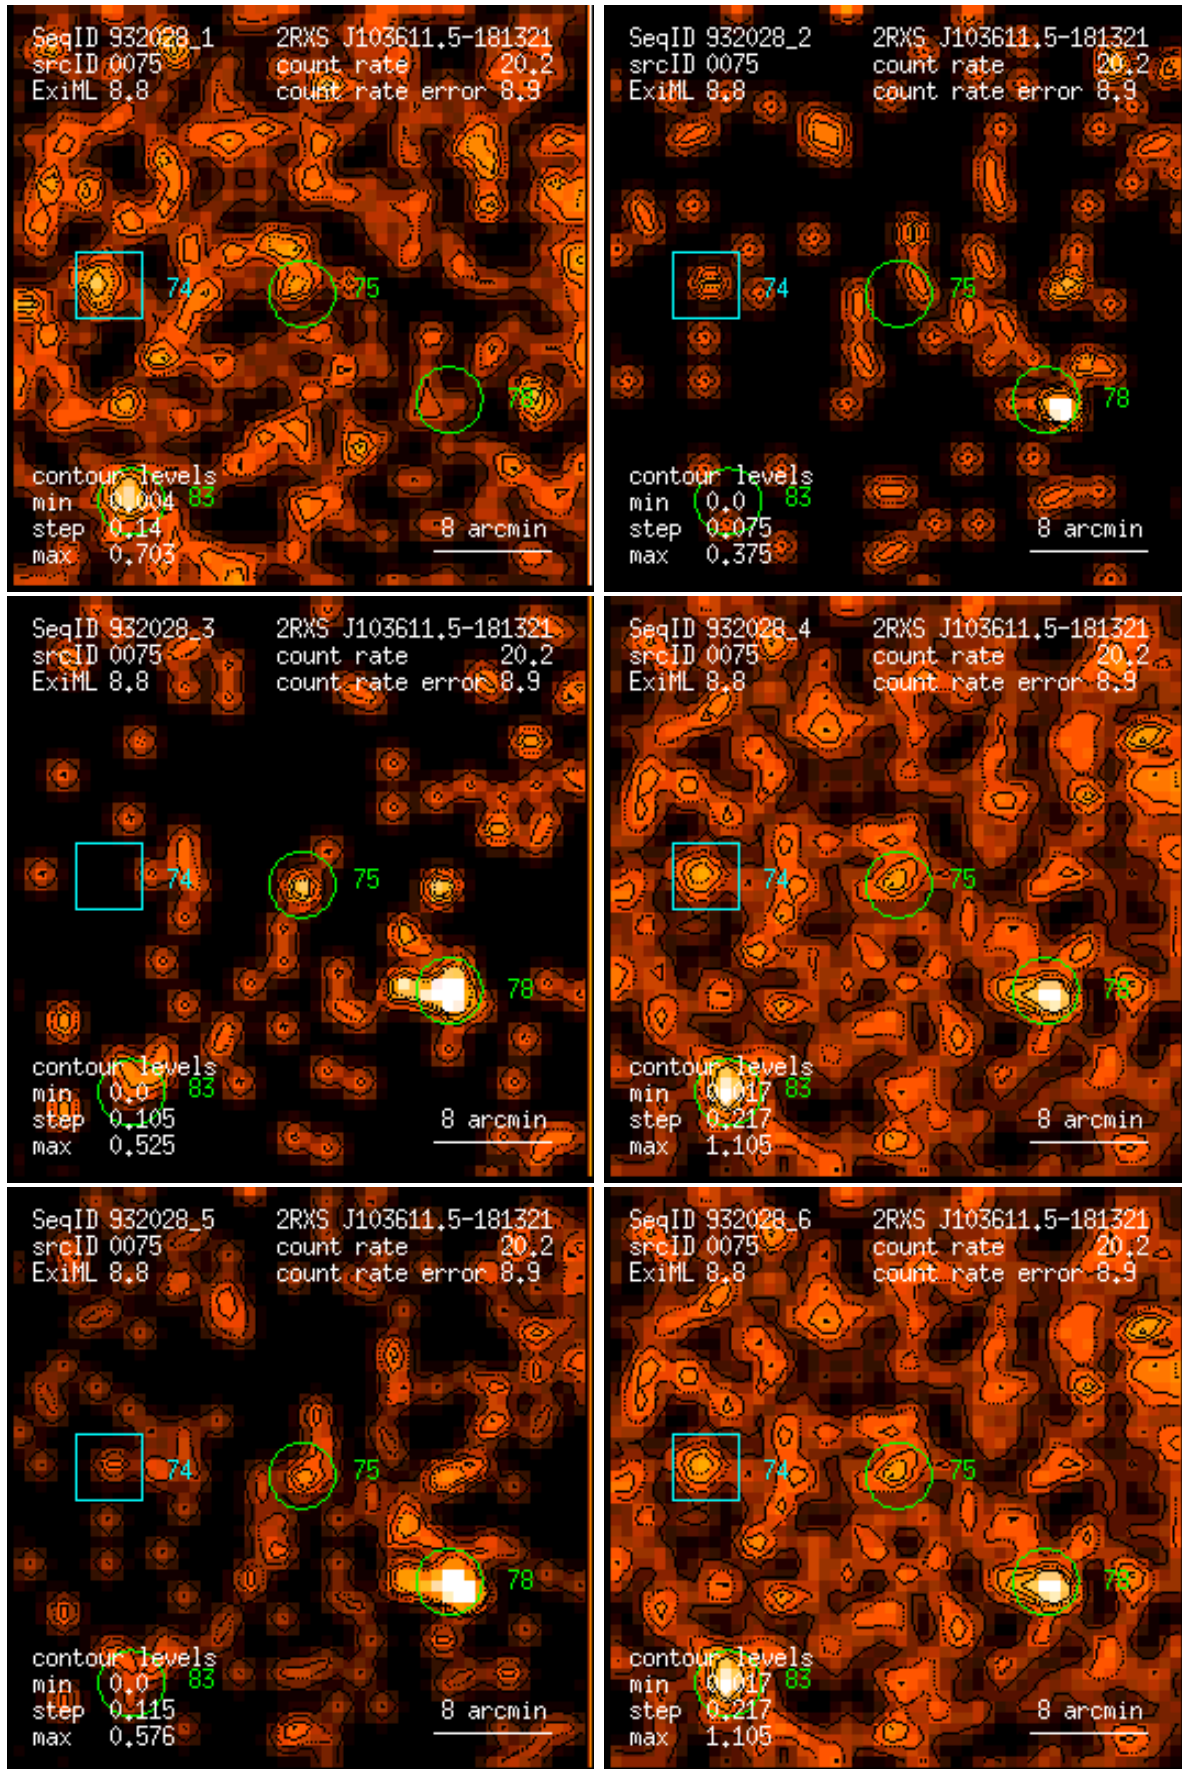 SeqID 932028_1 2RXS J103611.5-181321
srcID 0075 count rate 20.2
ExiML 8.8 count rate error 8.9
74
75
78
contour levels
min 0.004 83
step 0.14 8 arcmin
max 0.703
SeqID 932028_2 2RXS J103611.5-181321
srcID 0075 count rate 20.2
ExiML 8.8 count rate error 8.9
74
75
78
contour levels
min 0.0 83
step 0.075 8 arcmin
max 0.375
SeqID 932028_3 2RXS J103611.5-181321
srcID 0075 count rate 20.2
ExiML 8.8 count rate error 8.9
74
75
78
contour levels
min 0.0 83
step 0.105 8 arcmin
max 0.525
SeqID 932028_4 2RXS J103611.5-181321
srcID 0075 count rate 20.2
ExiML 8.8 count rate error 8.9
74
75
78
contour levels
min 0.017 83
step 0.217 8 arcmin
max 1.105
SeqID 932028_5 2RXS J103611.5-181321
srcID 0075 count rate 20.2
ExiML 8.8 count rate error 8.9
74
75
78
contour levels
min 0.0 83
step 0.115 8 arcmin
max 0.576
SeqID 932028_6 2RXS J103611.5-181321
srcID 0075 count rate 20.2
ExiML 8.8 count rate error 8.9
74
75
78
contour levels
min 0.017 83
step 0.217 8 arcmin
max 1.105